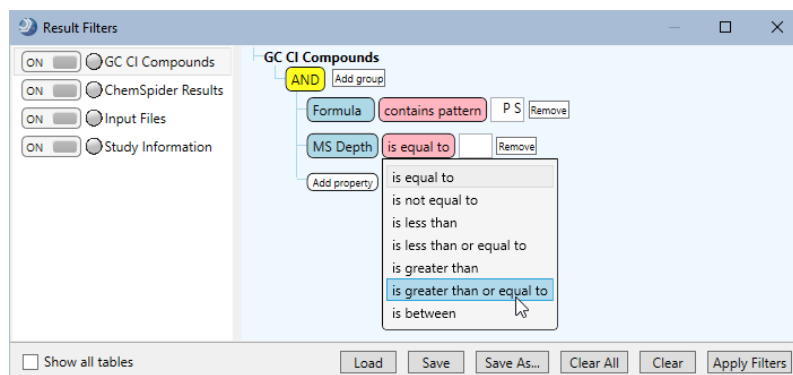 Result Filters
ON GC CI Compounds
ON ChemSpider Results
ON Input Files
ON Study Information
GC CI Compounds
AND Add group
Formula contains pattern P S Remove
MS Depth is equal to Remove
Add property
is equal to
is not equal to
is less than
is less than or equal to
is greater than
is greater than or equal to
is between
Show all tables Load Save Save As... Clear All Clear Apply Filters